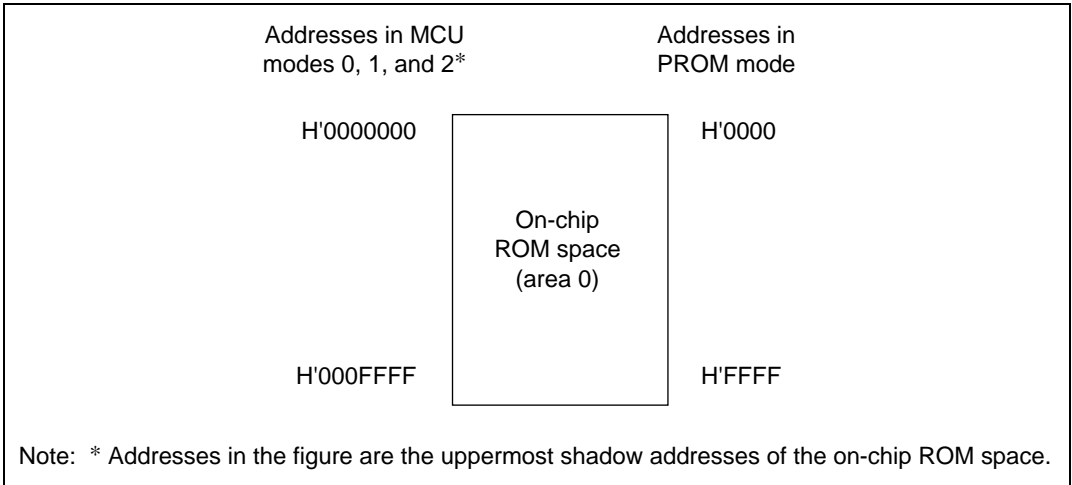 Addresses in MCU
modes 0, 1, and 2*
Addresses in
PROM mode
H'0000000
H'0000
On-chip
ROM space
(area 0)
H'000FFFF
H'FFFF
Note: * Addresses in the figure are the uppermost shadow addresses of the on-chip ROM space.